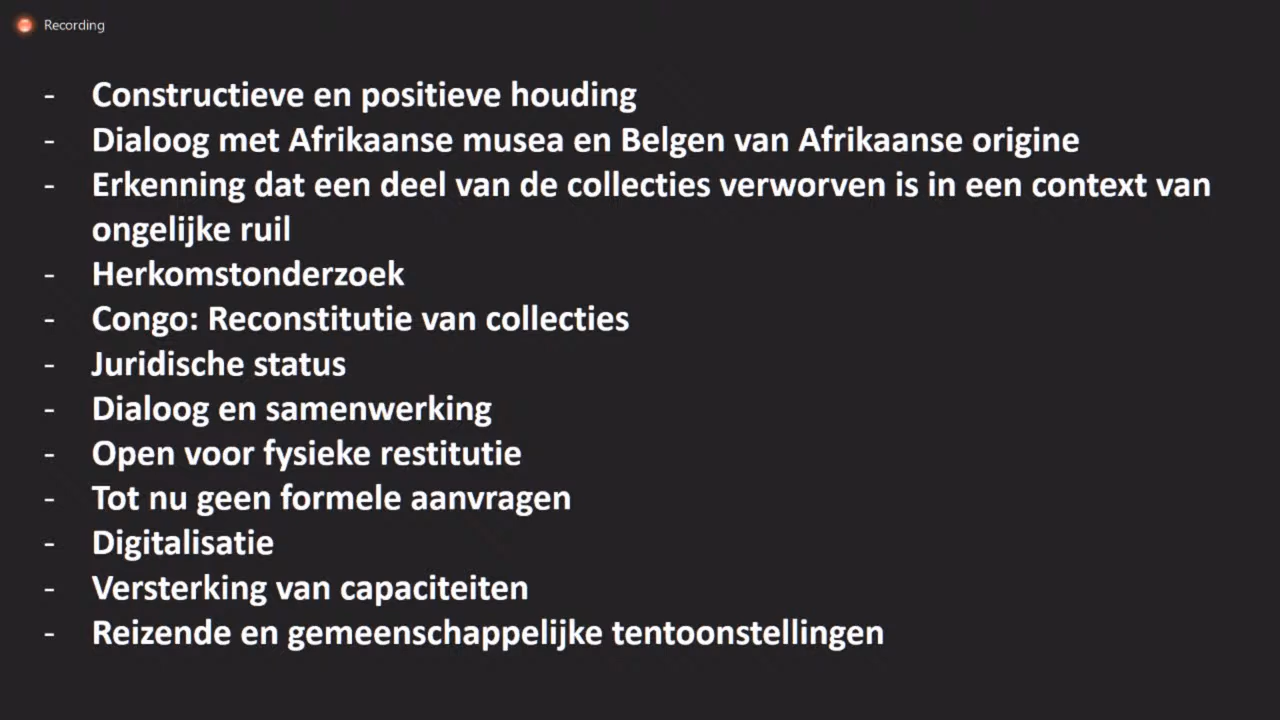 Recording
- Constructieve en positieve houding
- Dialoog met Afrikaanse musea en Belgen van Afrikaanse origine
- Erkenning dat een deel van de collecties verworven is in een context van
ongelijke ruil
- Herkomstonderzoek
- Congo: Reconstitutie van collecties
- Juridische status
- Dialoog en samenwerking
- Open voor fysieke restitutie
- Tot nu geen formele aanvragen
- Digitalisatie
- Versterking van capaciteiten
- Reizende en gemeenschappelijke tentoonstellingen